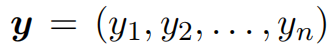 y = (y₁, y₂, . . . , yₙ)